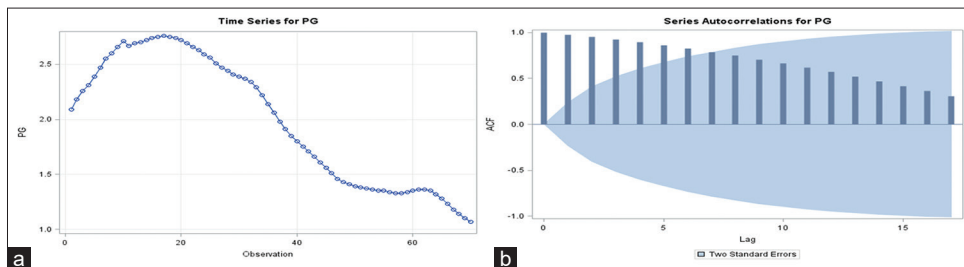 Time Series for PG
2.5
2.0
1.5
1.0
PG
0
20
40
60
Observation
a
Series Autocorrelations for PG
1.0
0.5
0.0
-0.5
-1.0
ACF
0
5
10
15
Lag
Two Standard Errors
b